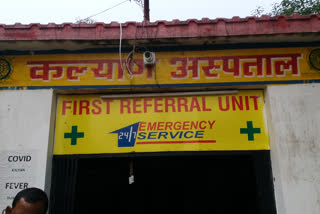 कल्याण अस्पताल
FIRST REFERRAL UNIT
24/7 EMERGENCY
SERVICE
COVID
FEVER